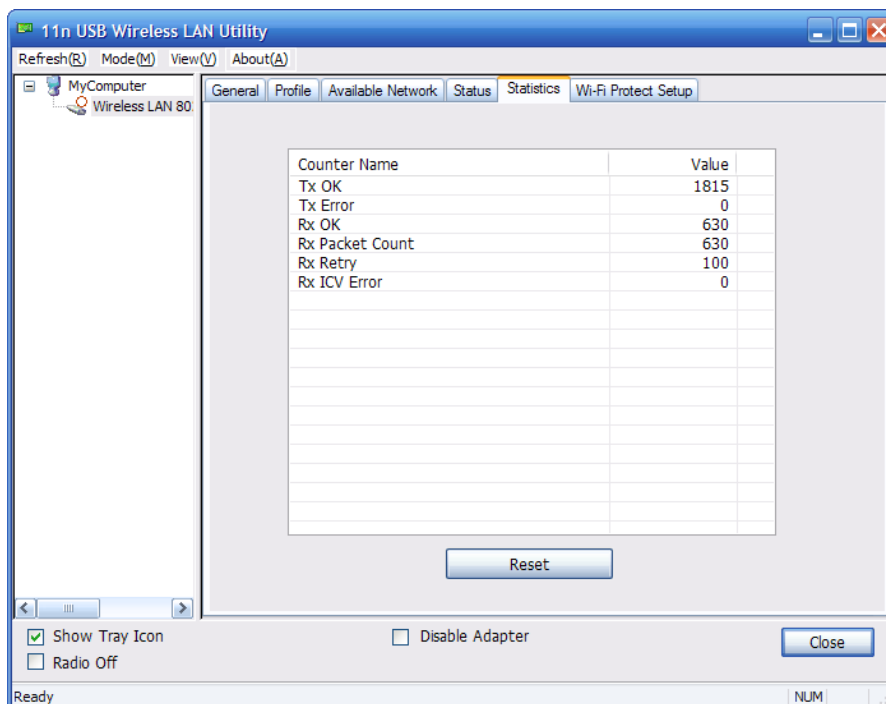 11n USB Wireless LAN Utility
Refresh(R) Mode(M) View(V) About(A)
MyComputer
Wireless LAN 80
General Profile Available Network Status Statistics Wi-Fi Protect Setup
Counter Name Value
Tx OK 1815
Tx Error 0
Rx OK 630
Rx Packet Count 630
Rx Retry 100
Rx ICV Error 0
Reset
Show Tray Icon Disable Adapter
Radio Off
Close
Ready NUM